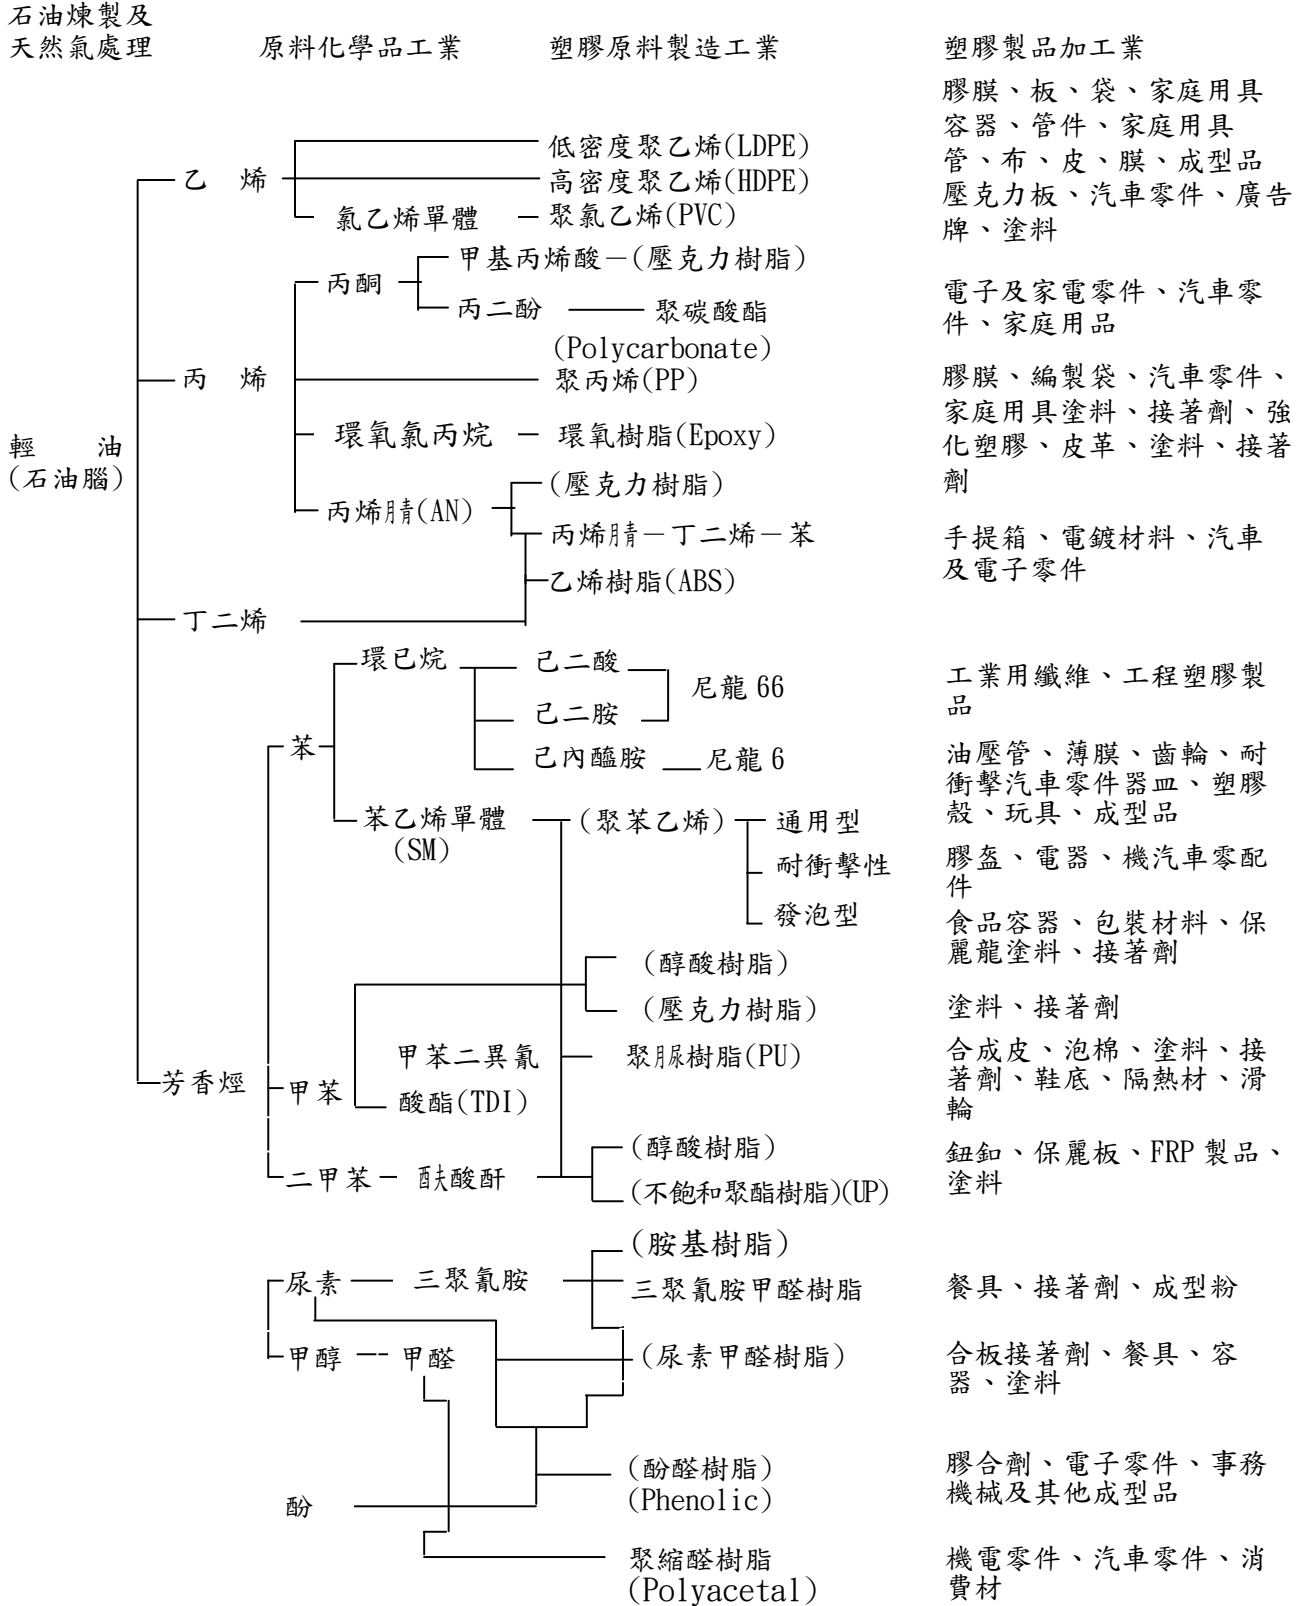 石油煉製及
天然氣處理
原料化學品工業
塑膠原料製造工業
塑膠製品加工業
膠膜、板、袋、家庭用具
容器、管件、家庭用具
管、布、皮、膜、成型品
壓克力板、汽車零件、廣告
牌、塗料
低密度聚乙烯(LDPE)
乙　烯
高密度聚乙烯(HDPE)
氯乙烯單體
聚氯乙烯(PVC)
甲基丙烯酸－(壓克力樹脂)
丙酮
丙二酚
聚碳酸酯
(Polycarbonate)
電子及家電零件、汽車零
件、家庭用品
丙　烯
聚丙烯(PP)
環氧氯丙烷
環氧樹脂(Epoxy)
膠膜、編製袋、汽車零件、
家庭用具塗料、接著劑、強
化塑膠、皮革、塗料、接著
劑
輕　油
(石油腦)
(壓克力樹脂)
丙烯腈(AN)
丙烯腈－丁二烯－苯
乙烯樹脂(ABS)
手提箱、電鍍材料、汽車
及電子零件
丁二烯
環已烷
己二酸
尼龍 66
己二胺
工業用纖維、工程塑膠製
品
苯
己內醯胺
尼龍 6
油壓管、薄膜、齒輪、耐
衝擊汽車零件器皿、塑膠
殼、玩具、成型品
苯乙烯單體
(SM)
(聚苯乙烯)
通用型
耐衝擊性
發泡型
膠盔、電器、機汽車零配
件
食品容器、包裝材料、保
麗龍塗料、接著劑
(醇酸樹脂)
(壓克力樹脂)
塗料、接著劑
芳香烴
甲苯
甲苯二異氰
酸酯(TDI)
聚尿樹脂(PU)
合成皮、泡棉、塗料、接
著劑、鞋底、隔熱材、滑
輪
二甲苯
酞酸酐
(醇酸樹脂)
(不飽和聚酯樹脂)(UP)
鈕釦、保麗板、FRP 製品、
塗料
(胺基樹脂)
尿素
三聚氰胺
三聚氰胺甲醛樹脂
餐具、接著劑、成型粉
甲醇
甲醛
(尿素甲醛樹脂)
合板接著劑、餐具、容
器、塗料
酚
(酚醛樹脂)
(Phenolic)
膠合劑、電子零件、事務
機械及其他成型品
聚縮醛樹脂
(Polyacetal)
機電零件、汽車零件、消
費材